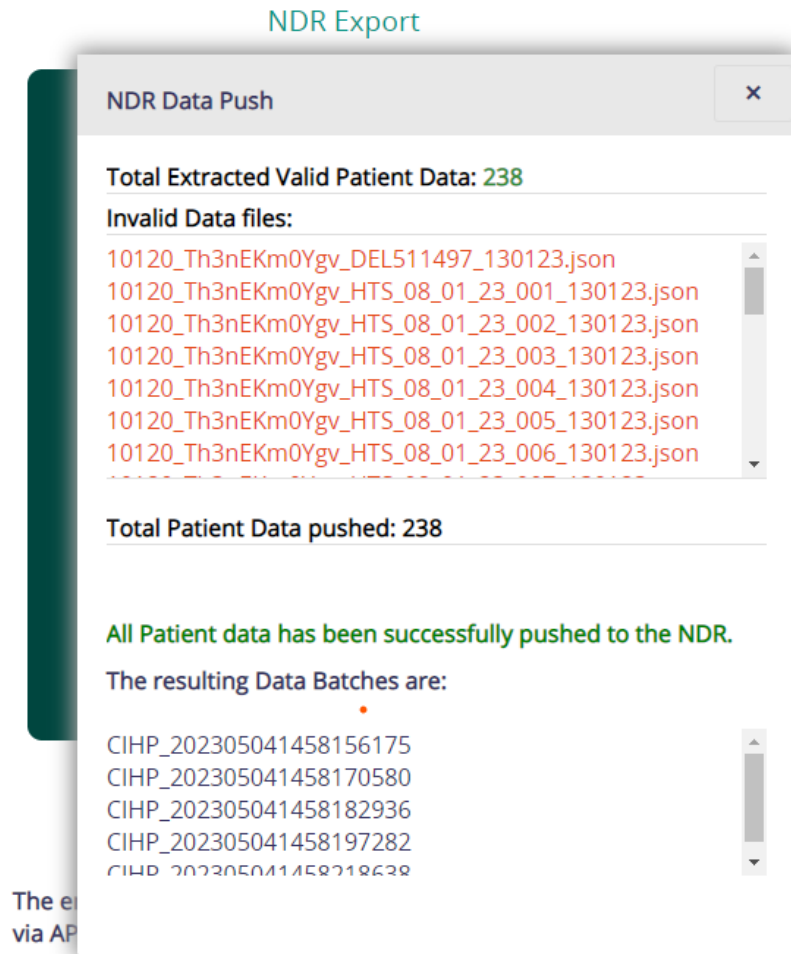 NDR Export
NDR Data Push
×
Total Extracted Valid Patient Data: 238
Invalid Data files:
10120_Th3nEKm0Ygv_DEL511497_130123.json
10120_Th3nEKm0Ygv_HTS_08_01_23_001_130123.json
10120_Th3nEKm0Ygv_HTS_08_01_23_002_130123.json
10120_Th3nEKm0Ygv_HTS_08_01_23_003_130123.json
10120_Th3nEKm0Ygv_HTS_08_01_23_004_130123.json
10120_Th3nEKm0Ygv_HTS_08_01_23_005_130123.json
10120_Th3nEKm0Ygv_HTS_08_01_23_006_130123.json
Total Patient Data pushed: 238
All Patient data has been successfully pushed to the NDR.
The resulting Data Batches are:
CIHP_202305041458156175
CIHP_202305041458170580
CIHP_202305041458182936
CIHP_202305041458197282
CIHP_202305041458218638
The
via